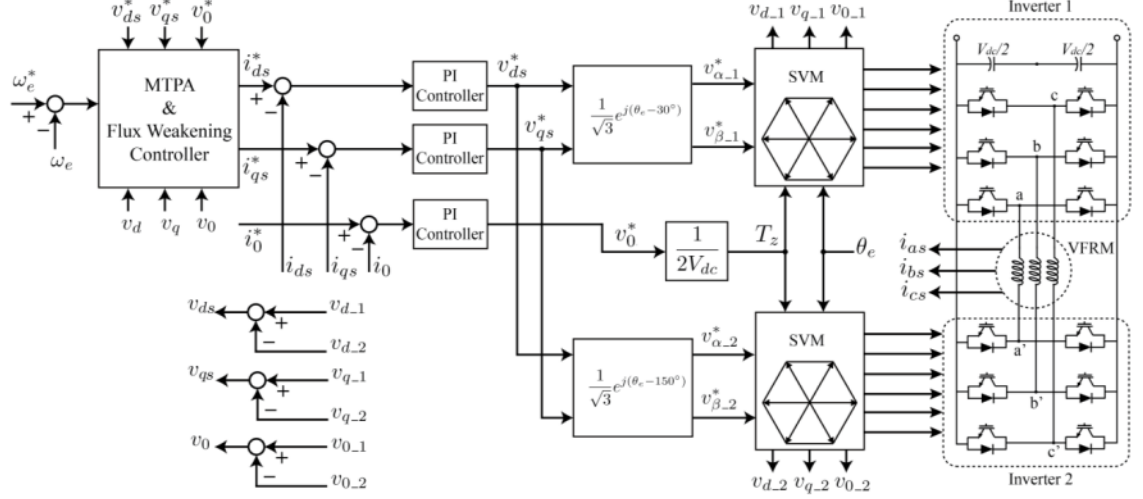 v*ds v*qs v*0
ω*e
+
−
ωe
MTPA
&
Flux Weakening
Controller
vd vq v0
i*ds
+
−
i*qs
+
−
i*0
+
−
ids iqs i0
PI
Controller
PI
Controller
PI
Controller
v*ds
v*qs
v*0
1/√3 e^j(θe−30°)
v*α_1
v*β_1
1/(2Vdc)
Tz
θe
1/√3 e^j(θe−150°)
v*α_2
v*β_2
vd_1 vq_1 v0_1
SVM
SVM
vd_2 vq_2 v0_2
Inverter 1
Vdc/2 Vdc/2
c
b
a
VFRM
ias
ibs
ics
a'
b'
c'
Inverter 2
vds
+
−
vd_1
vd_2
vqs
+
−
vq_1
vq_2
v0
+
−
v0_1
v0_2